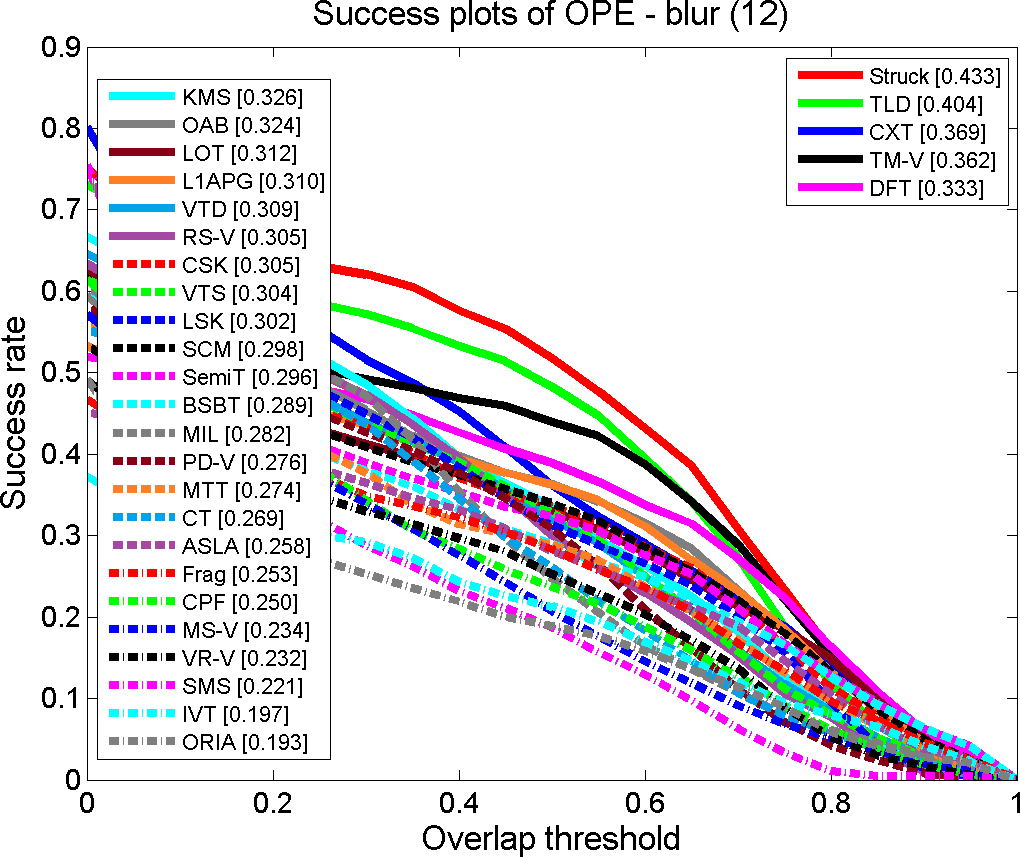 Success plots of OPE - blur (12)
Success rate
0.9
0.8
0.7
0.6
0.5
0.4
0.3
0.2
0.1
0
KMS [0.326]
OAB [0.324]
LOT [0.312]
L1APG [0.310]
VTD [0.309]
RS-V [0.305]
CSK [0.305]
VTS [0.304]
LSK [0.302]
SCM [0.298]
SemiT [0.296]
BSBT [0.289]
MIL [0.282]
PD-V [0.276]
MTT [0.274]
CT [0.269]
ASLA [0.258]
Frag [0.253]
CPF [0.250]
MS-V [0.234]
VR-V [0.232]
SMS [0.221]
IVT [0.197]
ORIA [0.193]
Struck [0.433]
TLD [0.404]
CXT [0.369]
TM-V [0.362]
DFT [0.333]
0 0.2 0.4 0.6 0.8 1
Overlap threshold